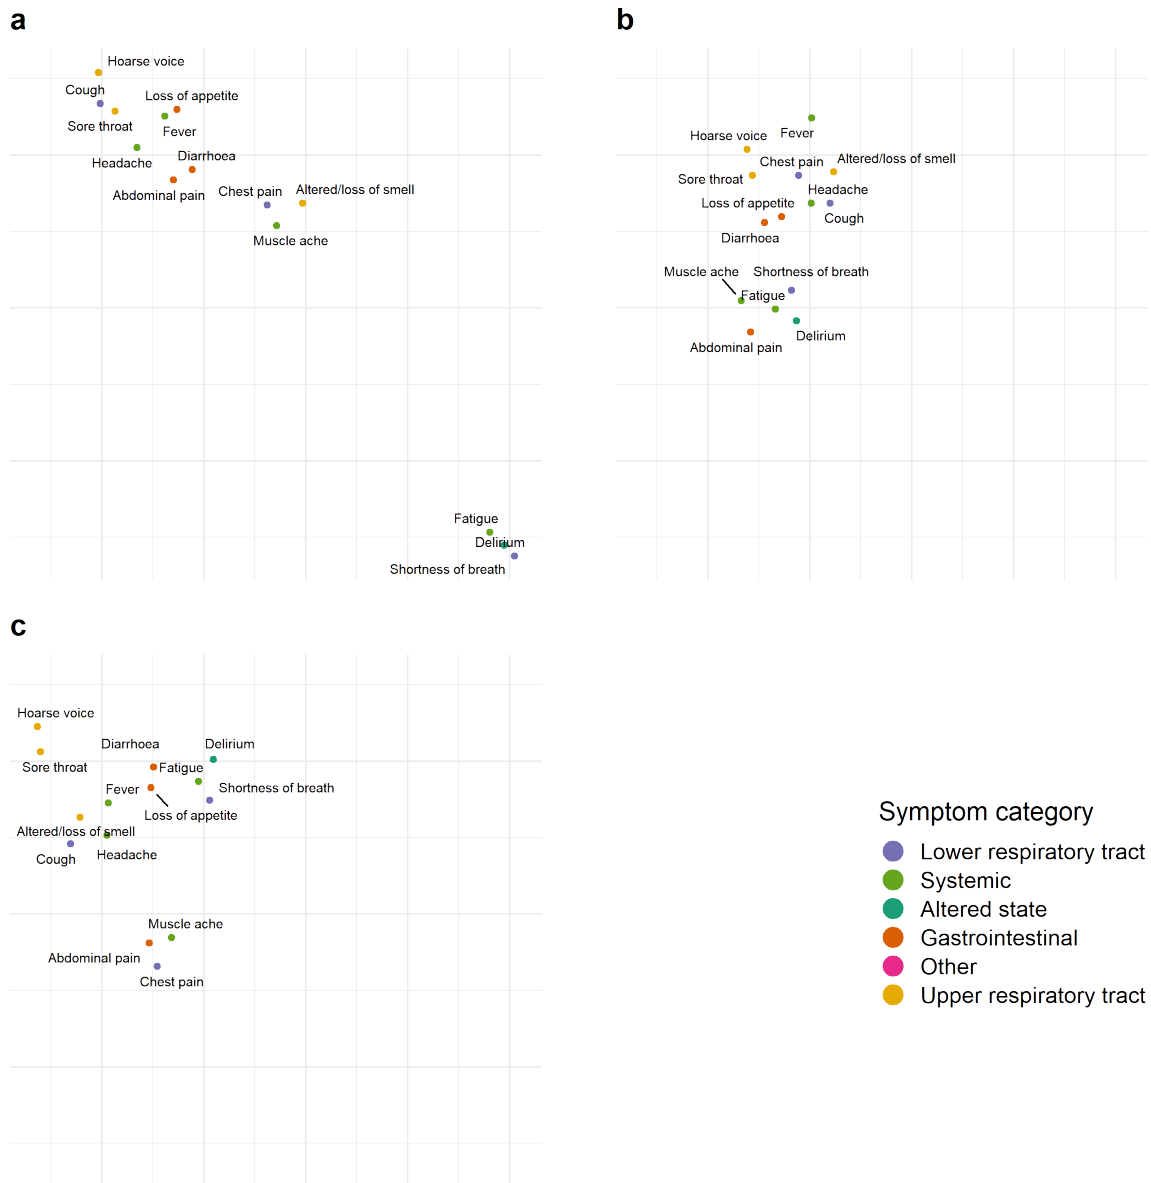 a
Hoarse voice
Cough
Loss of appetite
Sore throat
Fever
Headache
Diarrhoea
Abdominal pain
Chest pain
Altered/loss of smell
Muscle ache
Fatigue
Delirium
Shortness of breath
b
Fever
Hoarse voice
Chest pain
Altered/loss of smell
Sore throat
Headache
Loss of appetite
Cough
Diarrhoea
Muscle ache
Shortness of breath
Fatigue
Delirium
Abdominal pain
c
Hoarse voice
Diarrhoea
Delirium
Sore throat
Fatigue
Fever
Shortness of breath
Loss of appetite
Altered/loss of smell
Cough
Headache
Muscle ache
Abdominal pain
Chest pain
Symptom category
Lower respiratory tract
Systemic
Altered state
Gastrointestinal
Other
Upper respiratory tract